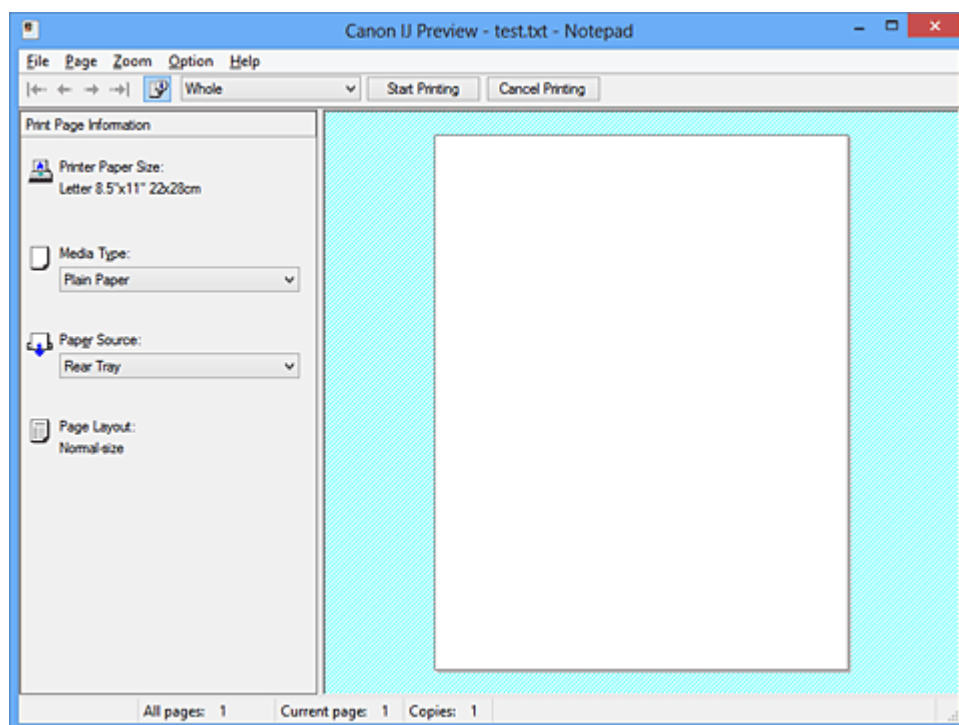 Canon IJ Preview - test.txt - Notepad
File Page Zoom Option Help
Whole Start Printing Cancel Printing
Print Page Information
Printer Paper Size:
Letter 8.5"x11" 22x28cm
Media Type:
Plain Paper
Paper Source:
Rear Tray
Page Layout:
Normal-size
All pages: 1 Current page: 1 Copies: 1